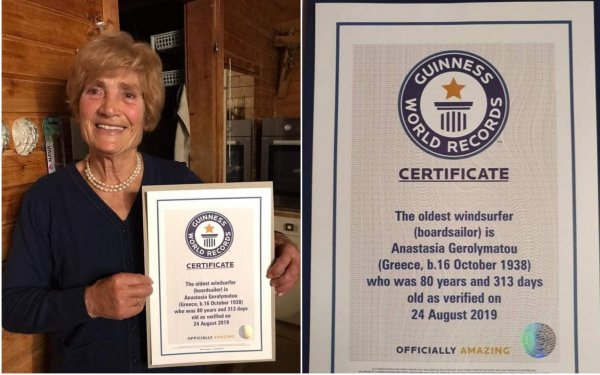 GUINNESS
WORLD RECORDS
CERTIFICATE
The oldest windsurfer
(boardsailor) is
Anastasia Gerolymatou
(Greece, b.16 October 1938)
who was 80 years and 313 days
old as verified on
24 August 2019
OFFICIALLY AMAZING
GUINNESS
WORLD RECORDS
CERTIFICATE
The oldest windsurfer
(boardsailor) is
Anastasia Gerolymatou
(Greece, b.16 October 1938)
who was 80 years and 313 days
old as verified on
24 August 2019
OFFICIALLY AMAZING